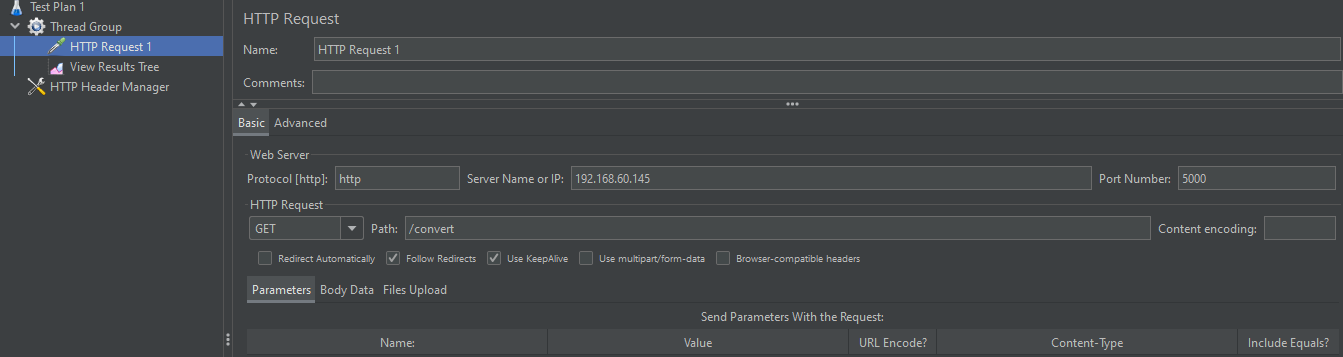 Test Plan 1
Thread Group
HTTP Request 1
View Results Tree
HTTP Header Manager
HTTP Request
Name: HTTP Request 1
Comments:
Basic Advanced
Web Server
Protocol [http]: http Server Name or IP: 192.168.60.145 Port Number: 5000
HTTP Request
GET Path: /convert Content encoding:
Redirect Automatically Follow Redirects Use KeepAlive Use multipart/form-data Browser-compatible headers
Parameters Body Data Files Upload
Send Parameters With the Request:
Name: Value URL Encode? Content-Type Include Equals?